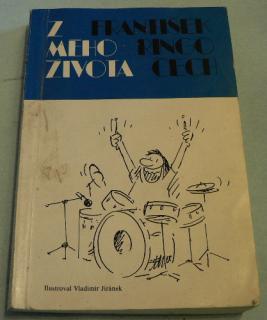 Z FRANTISEK
MEHO RINGO
ZIVOTA CECH
Ilustroval Vladimír Jiránek